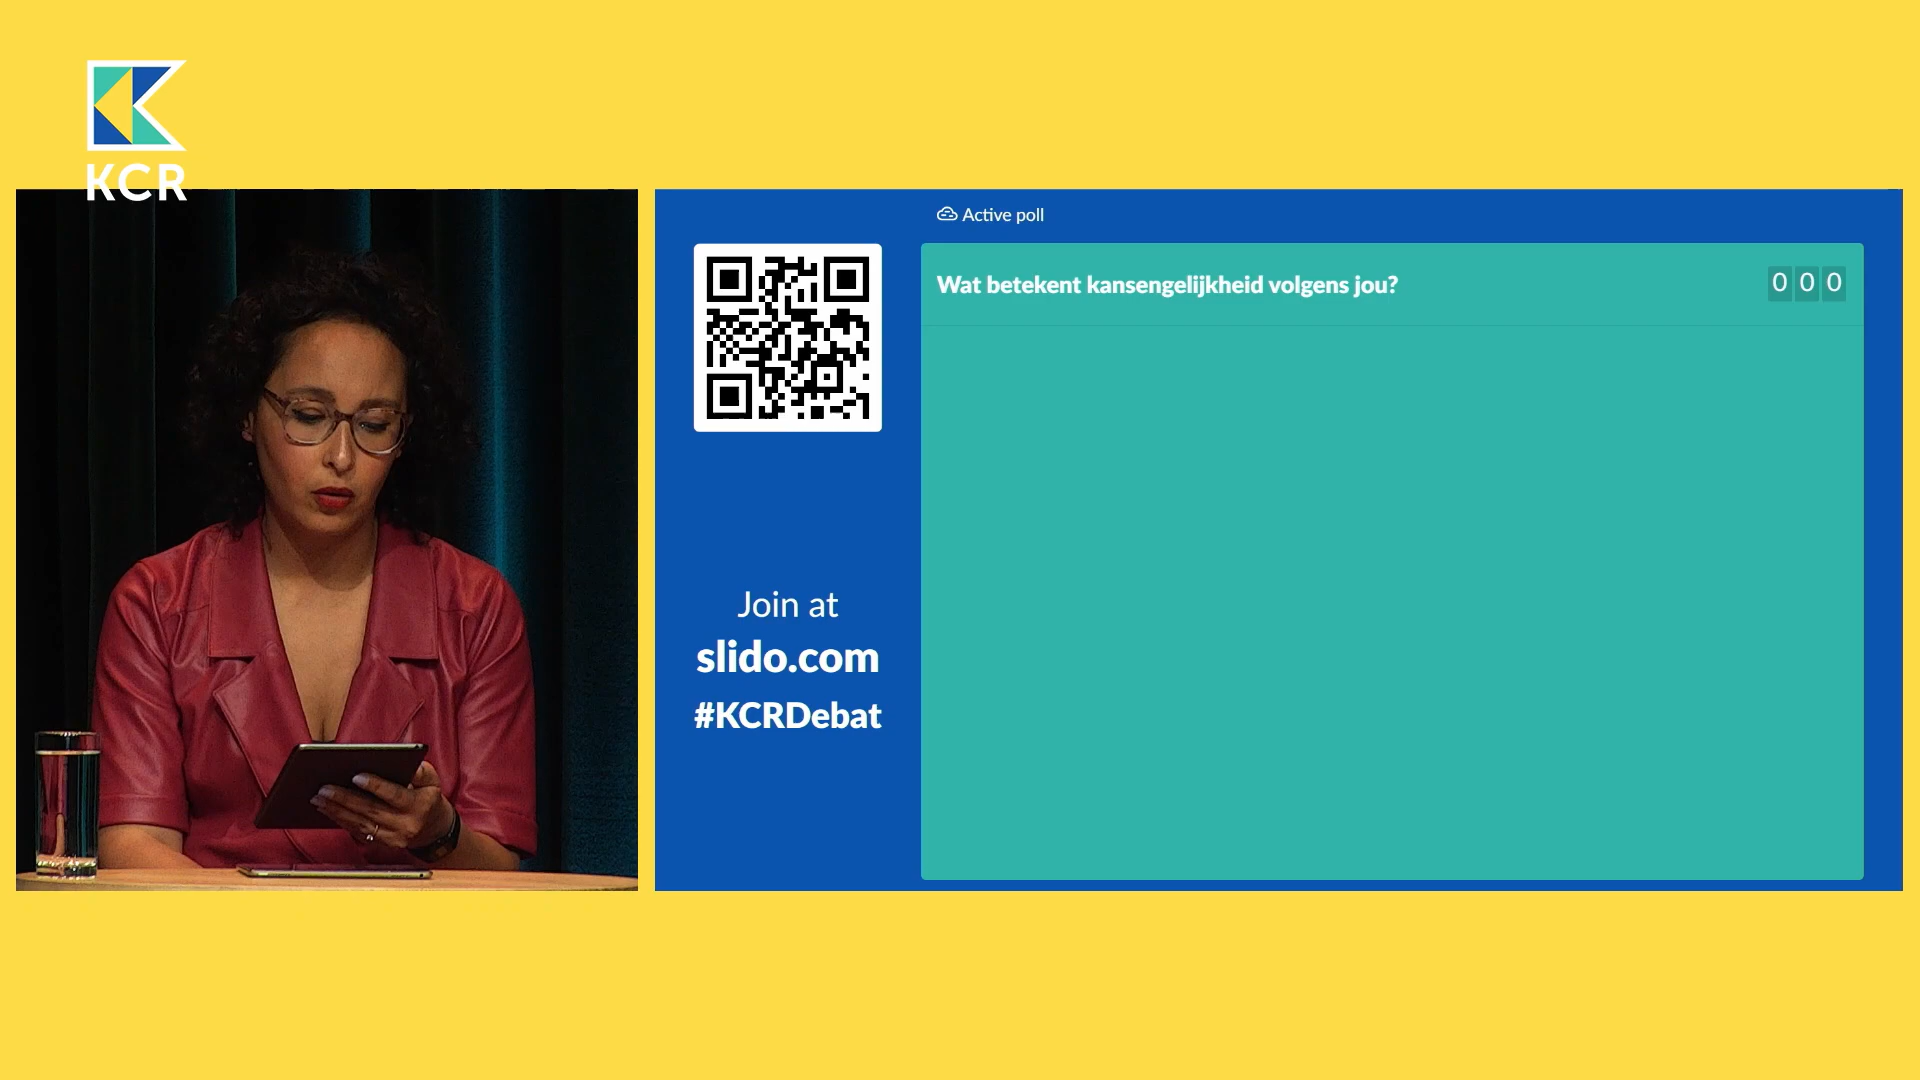 KCR
Active poll
Wat betekent kansengelijkheid volgens jou?
000
Join at
slido.com
#KCRDebat